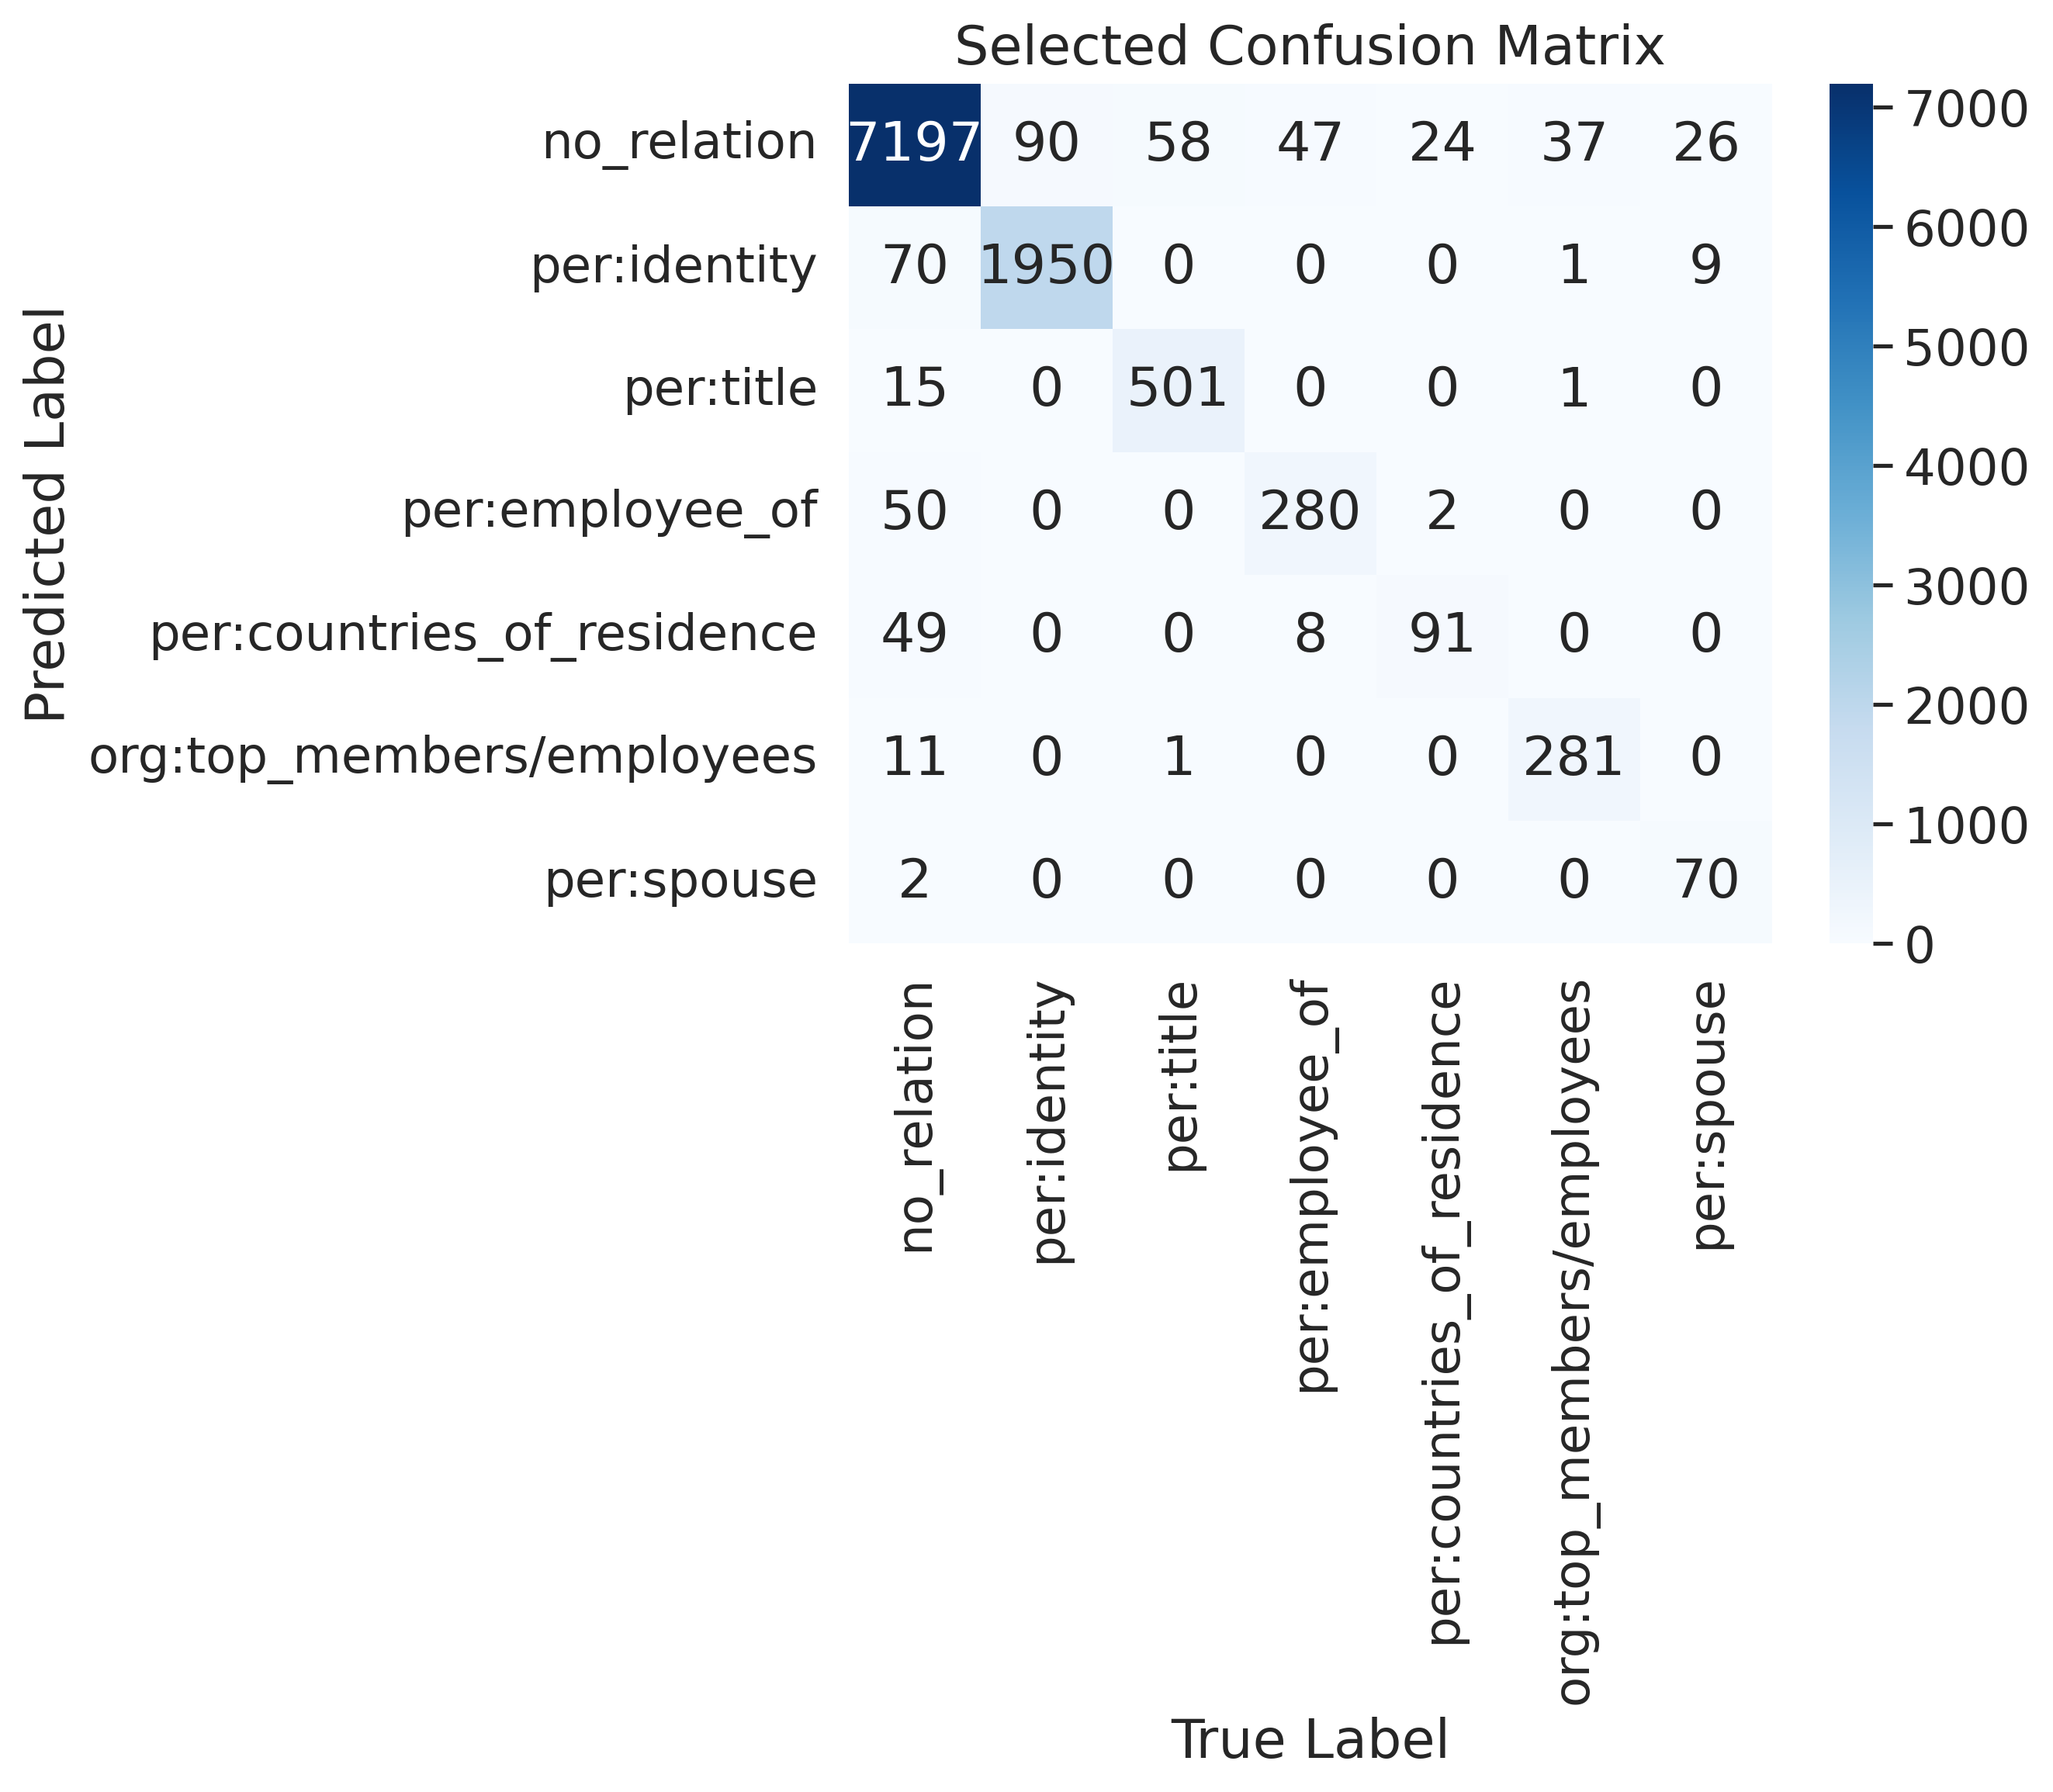 Selected Confusion Matrix
Predicted Label
no_relation 7197 90 58 47 24 37 26
per:identity 70 1950 0 0 0 1 9
per:title 15 0 501 0 0 1 0
per:employee_of 50 0 0 280 2 0 0
per:countries_of_residence 49 0 0 8 91 0 0
org:top_members/employees 11 0 1 0 0 281 0
per:spouse 2 0 0 0 0 0 70
no_relation
per:identity
per:title
per:employee_of
per:countries_of_residence
org:top_members/employees
per:spouse
True Label
7000
6000
5000
4000
3000
2000
1000
0